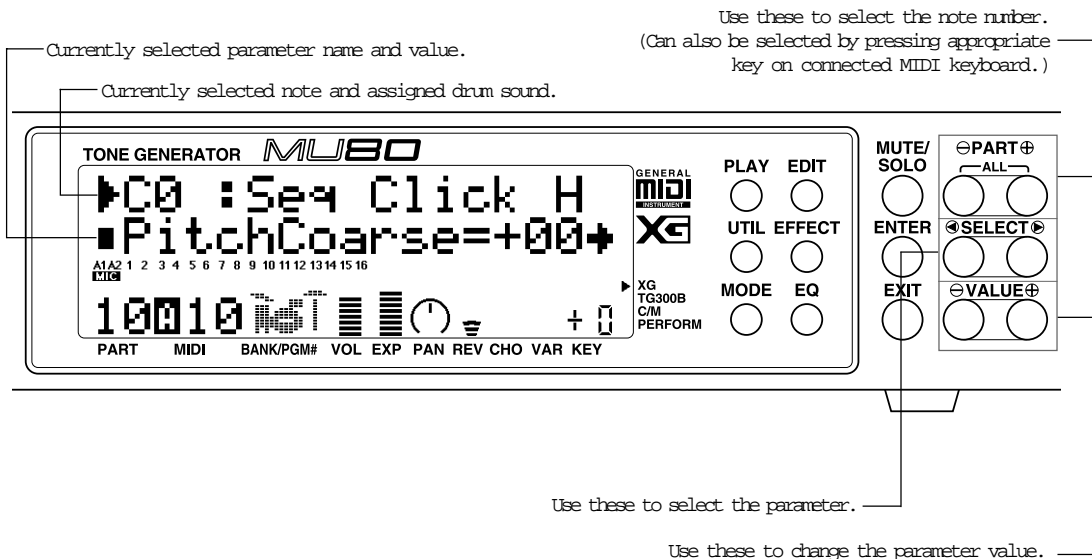 Use these to select the note number.
(Can also be selected by pressing appropriate
key on connected MIDI keyboard.)
Currently selected parameter name and value.
Currently selected note and assigned drum sound.
TONE GENERATOR MU80
C0 :Seq Click H
PitchCoarse=+00
A1 A2 1 2 3 4 5 6 7 8 9 10 11 12 13 14 15 16
MIC
10 A10 + 0
PART MIDI BANK/PGM# VOL EXP PAN REV CHO VAR KEY
GENERAL
MIDI
INSTRUMENT
XG
XG
TG300B
C/M
PERFORM
PLAY EDIT
UTIL EFFECT
MODE EQ
MUTE/
SOLO
ENTER
EXIT
⊖PART⊕
ALL
◀SELECT▶
⊖VALUE⊕
Use these to select the parameter.
Use these to change the parameter value.